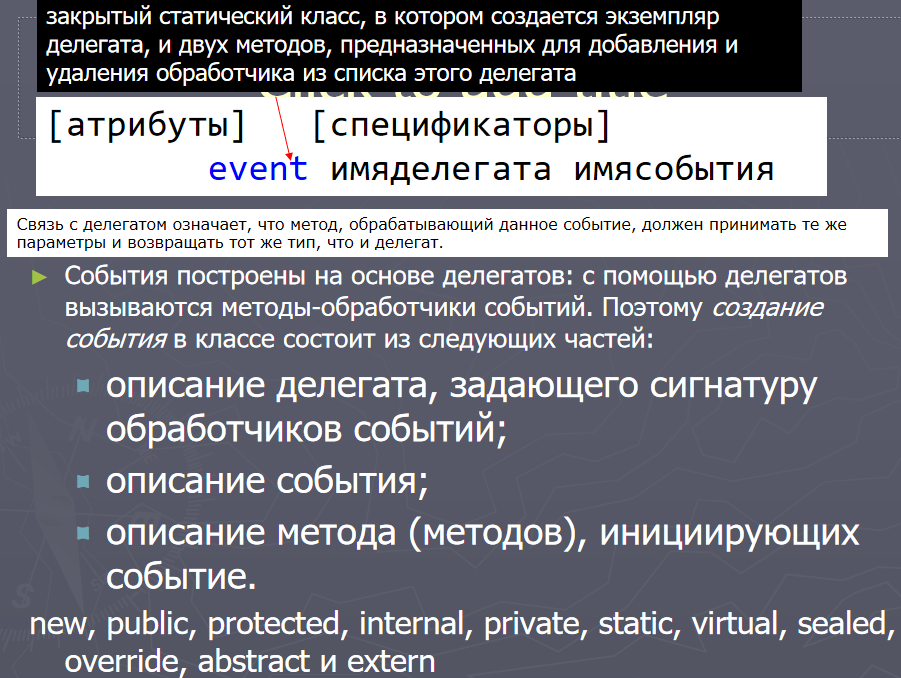 закрытый статический класс, в котором создается экземпляр
делегата, и двух методов, предназначенных для добавления и
удаления обработчика из списка этого делегата
[атрибуты] [спецификаторы]
event имяделегата имясобытия
Связь с делегатом означает, что метод, обрабатывающий данное событие, должен принимать те же
параметры и возвращать тот же тип, что и делегат.
События построены на основе делегатов: с помощью делегатов
вызываются методы-обработчики событий. Поэтому создание
события в классе состоит из следующих частей:
описание делегата, задающего сигнатуру
обработчиков событий;
описание события;
описание метода (методов), инициирующих
событие.
new, public, protected, internal, private, static, virtual, sealed,
override, abstract и extern